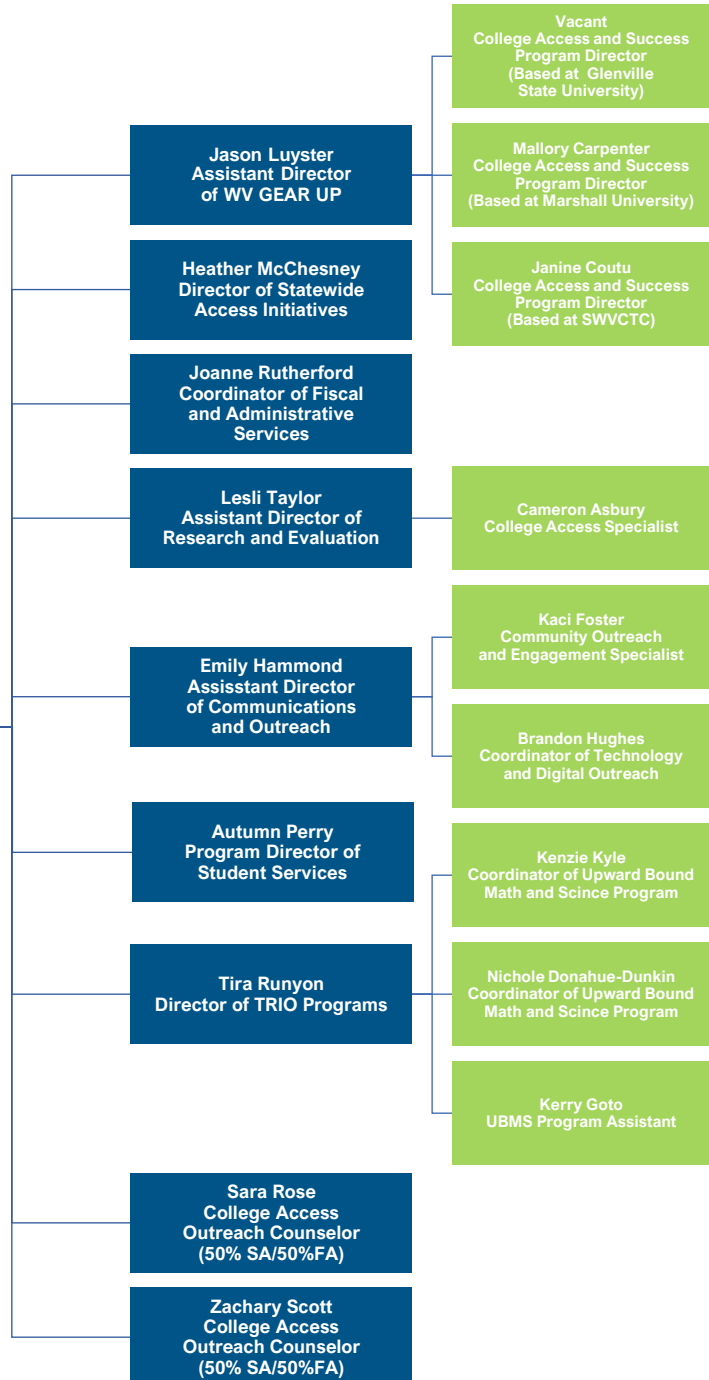 Vacant
College Access and Success
Program Director
(Based at Glenville
State University)
Jason Luyster
Assistant Director
of WV GEAR UP
Mallory Carpenter
College Access and Success
Program Director
(Based at Marshall University)
Janine Coutu
College Access and Success
Program Director
(Based at SWVCTC)
Heather McChesney
Director of Statewide
Access Initiatives
Joanne Rutherford
Coordinator of Fiscal
and Administrative
Services
Lesli Taylor
Assistant Director of
Research and Evaluation
Cameron Asbury
College Access Specialist
Emily Hammond
Assisstant Director
of Communications
and Outreach
Kaci Foster
Community Outreach
and Engagement Specialist
Brandon Hughes
Coordinator of Technology
and Digital Outreach
Autumn Perry
Program Director of
Student Services
Tira Runyon
Director of TRIO Programs
Kenzie Kyle
Coordinator of Upward Bound
Math and Scince Program
Nichole Donahue-Dunkin
Coordinator of Upward Bound
Math and Scince Program
Kerry Goto
UBMS Program Assistant
Sara Rose
College Access
Outreach Counselor
(50% SA/50%FA)
Zachary Scott
College Access
Outreach Counselor
(50% SA/50%FA)